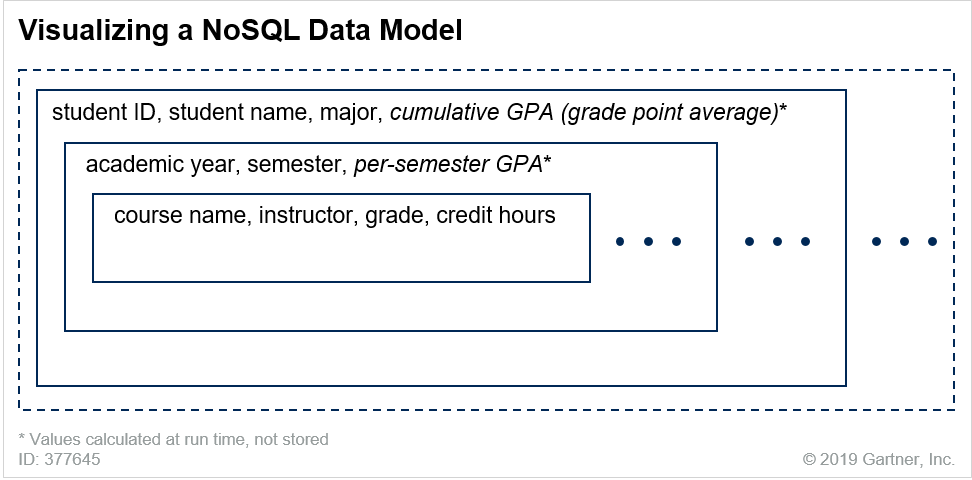 Visualizing a NoSQL Data Model
student ID, student name, major, cumulative GPA (grade point average)*
academic year, semester, per-semester GPA*
course name, instructor, grade, credit hours
* Values calculated at run time, not stored
ID: 377645
© 2019 Gartner, Inc.